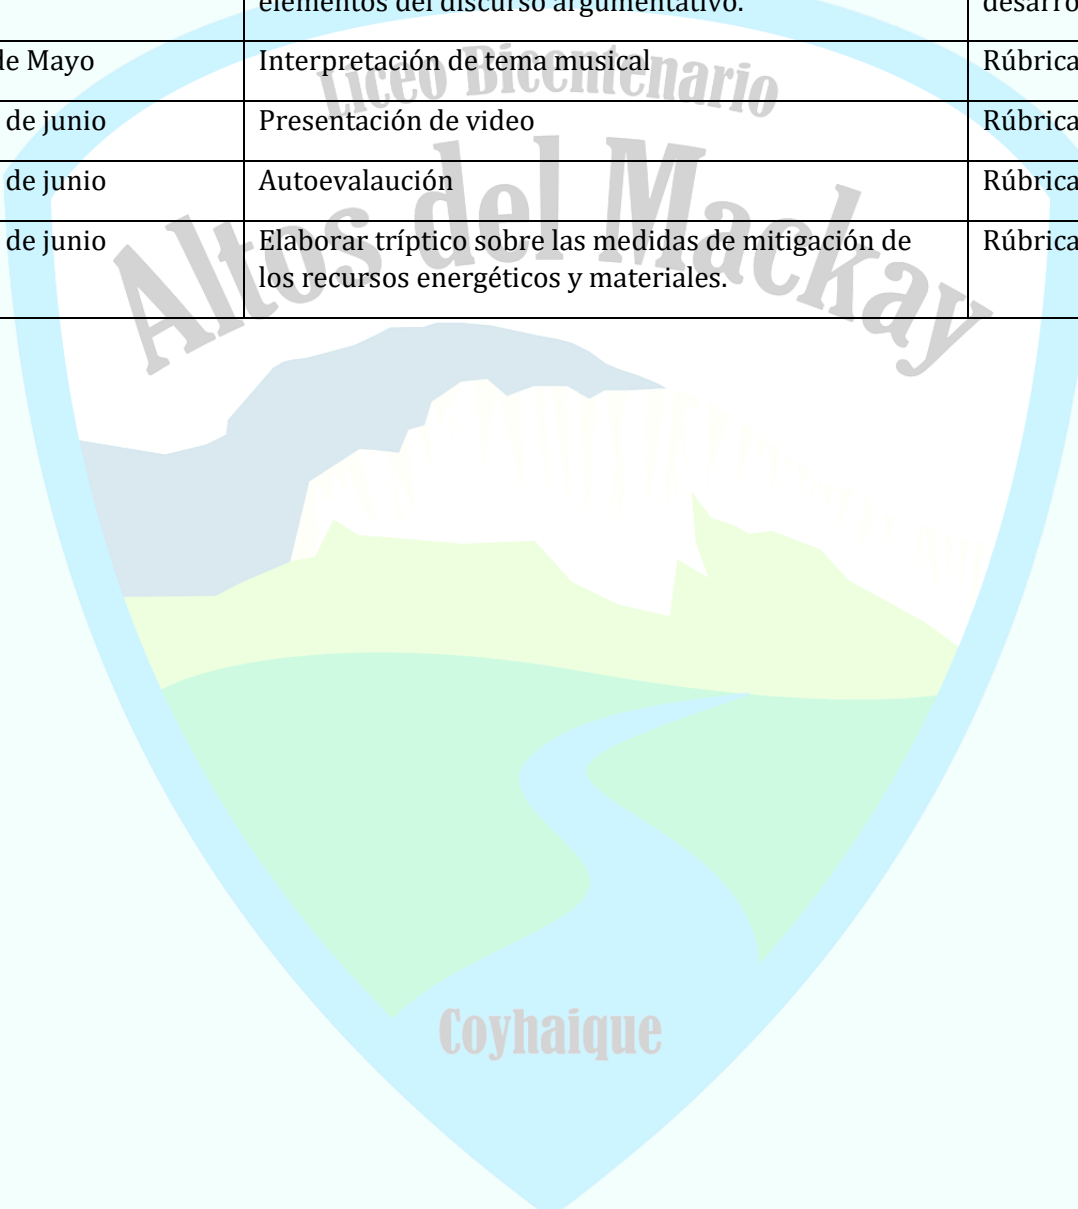 elementos del discurso argumentativo.
de Mayo
Interpretación de tema musical
Rúbrica
de junio
Presentación de video
Rúbrica
de junio
Autoevalaución
Rúbrica
de junio
Elaborar tríptico sobre las medidas de mitigación de
los recursos energéticos y materiales.
Rúbrica
Liceo Bicentenario
Altos del Mackay
Coyhaique